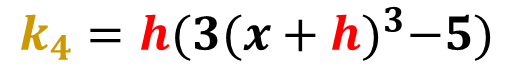 k₄ = h(3(x + h)³−5)